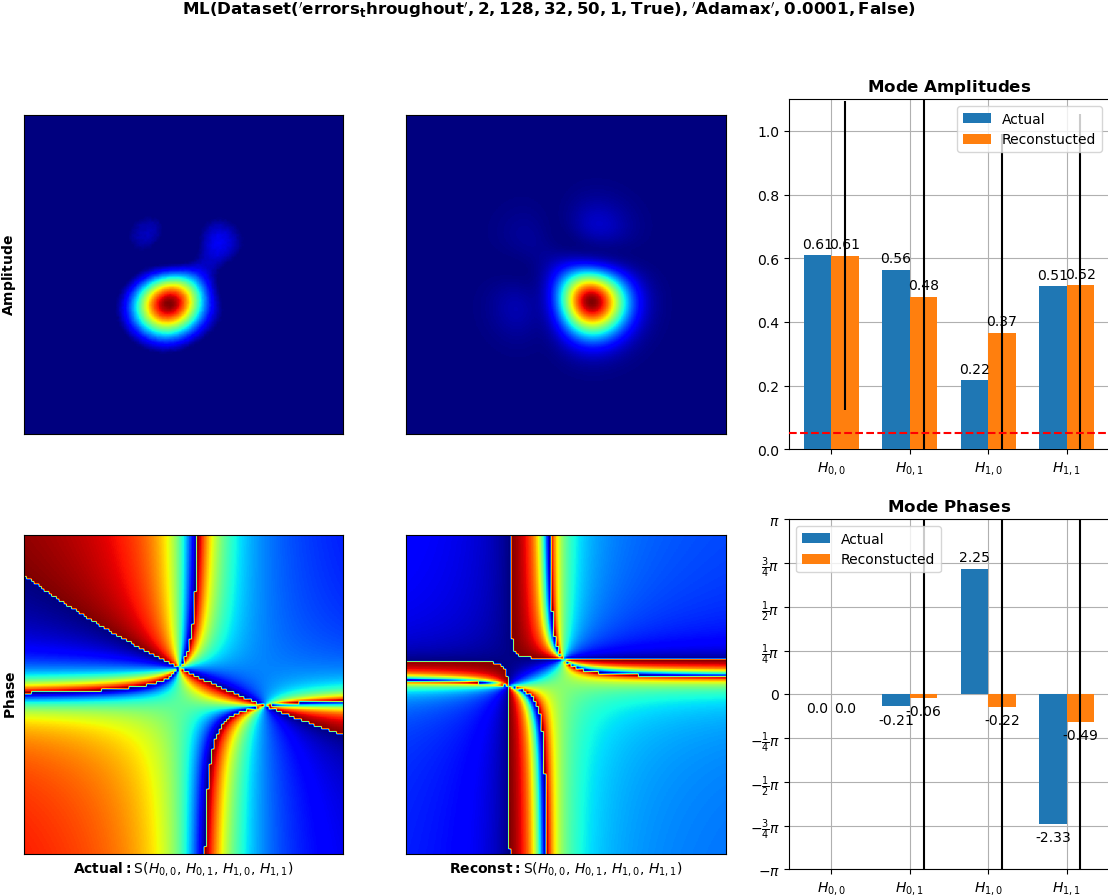 ML(Dataset('errors_throughout', 2, 128, 32, 50, 1, True), 'Adamax', 0.0001, False)
Mode Amplitudes
Amplitude
Actual
Reconstucted
1.0
0.8
0.6
0.4
0.2
0.0
0.61 0.61
0.56 0.48
0.22 0.37
0.51 0.52
H0,0 H0,1 H1,0 H1,1
Mode Phases
Phase
Actual
Reconstucted
π
3/4π
1/2π
1/4π
0
−1/4π
−1/2π
−3/4π
−π
0.0 0.0
-0.21 -0.06
2.25 -0.22
-2.33 -0.49
H0,0 H0,1 H1,0 H1,1
Actual: S(H0,0, H0,1, H1,0, H1,1)
Reconst: S(H0,0, H0,1, H1,0, H1,1)